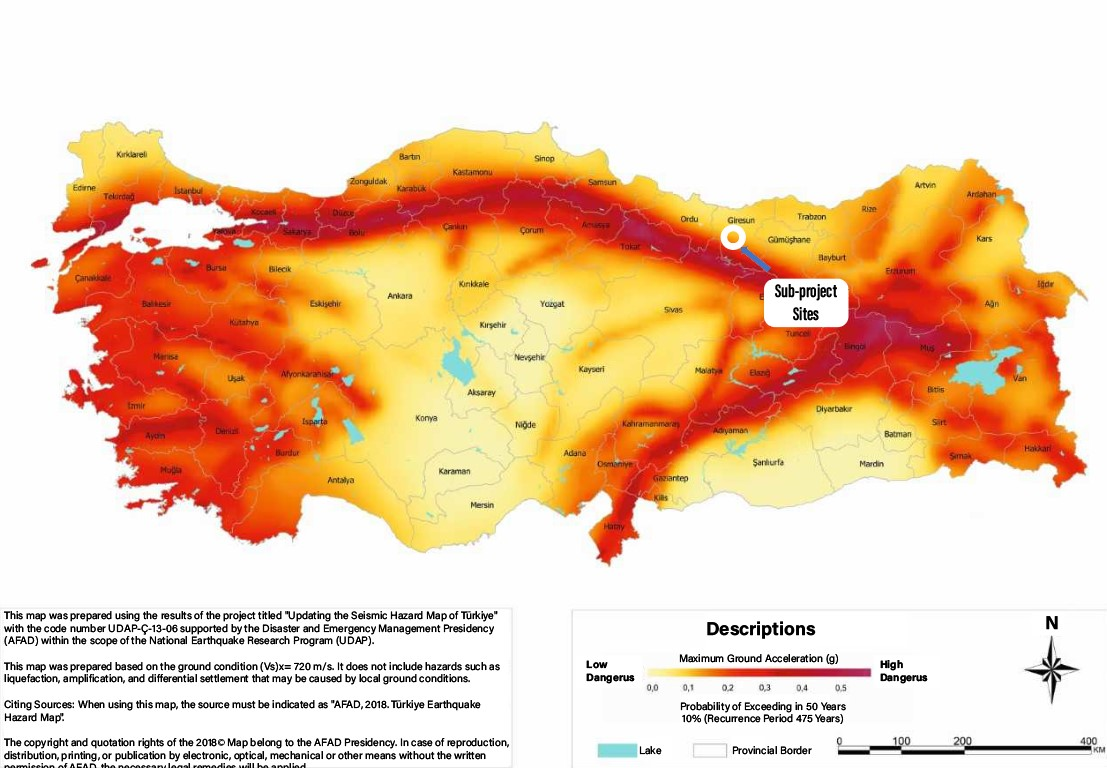 Kırklareli
Edirne
Tekirdağ
İstanbul
Kocaeli
Yalova
Sakarya
Düzce
Bolu
Zonguldak
Bartın
Karabük
Kastamonu
Sinop
Samsun
Çankırı
Çorum
Amasya
Tokat
Ordu
Giresun
Trabzon
Rize
Artvin
Ardahan
Kars
Gümüşhane
Bayburt
Erzurum
Iğdır
Ağrı
Çanakkale
Bursa
Bilecik
Balıkesir
Kütahya
Eskişehir
Ankara
Kırıkkale
Kırşehir
Yozgat
Sivas
Sub-project
Sites
Tunceli
Bingöl
Muş
Van
Bitlis
Manisa
Uşak
Afyonkarahisar
Nevşehir
Aksaray
Kayseri
Malatya
Elazığ
İzmir
Aydın
Denizli
Isparta
Burdur
Konya
Niğde
Kahramanmaraş
Adıyaman
Diyarbakır
Batman
Siirt
Şırnak
Hakkari
Muğla
Antalya
Karaman
Mersin
Adana
Osmaniye
Gaziantep
Kilis
Şanlıurfa
Mardin
Hatay
This map was prepared using the results of the project titled "Updating the Seismic Hazard Map of Türkiye"
with the code number UDAP-Ç-13-06 supported by the Disaster and Emergency Management Presidency
(AFAD) within the scope of the National Earthquake Research Program (UDAP).
This map was prepared based on the ground condition (Vs)x= 720 m/s. It does not include hazards such as
liquefaction, amplification, and differential settlement that may be caused by local ground conditions.
Citing Sources: When using this map, the source must be indicated as "AFAD, 2018. Türkiye Earthquake
Hazard Map".
The copyright and quotation rights of the 2018© Map belong to the AFAD Presidency. In case of reproduction,
distribution, printing, or publication by electronic, optical, mechanical or other means without the written
permission of AFAD, the necessary legal remedies will be applied.
Descriptions
Low
Dangerus
Maximum Ground Acceleration (g)
High
Dangerus
0,0 0,1 0,2 0,3 0,4 0,5
Probability of Exceeding in 50 Years
10% (Recurrence Period 475 Years)
Lake
Provincial Border
N
0 100 200 400
KM